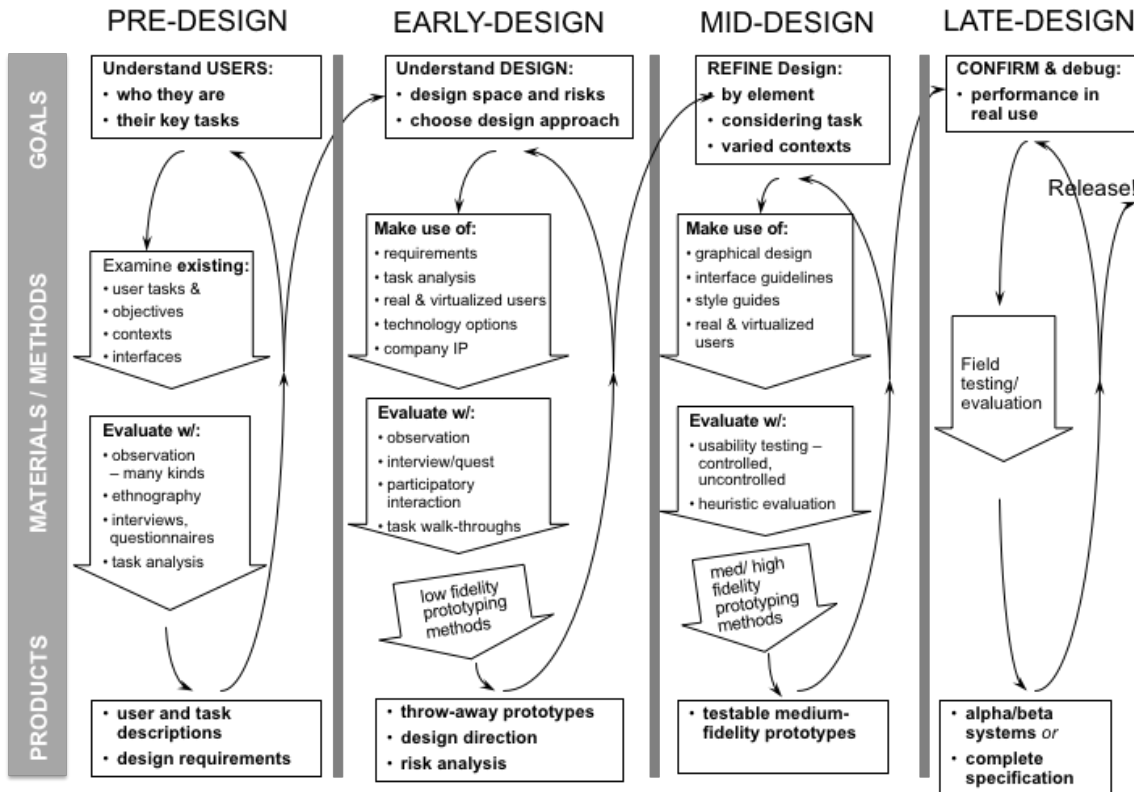 PRE-DESIGN
EARLY-DESIGN
MID-DESIGN
LATE-DESIGN
GOALS
MATERIALS / METHODS
PRODUCTS
Understand USERS:
• who they are
• their key tasks
Examine existing:
• user tasks &
• objectives
• contexts
• interfaces
Evaluate w/:
• observation
– many kinds
• ethnography
• interviews,
questionnaires
• task analysis
• user and task
descriptions
• design requirements
Understand DESIGN:
• design space and risks
• choose design approach
Make use of:
• requirements
• task analysis
• real & virtualized users
• technology options
• company IP
Evaluate w/:
• observation
• interview/quest
• participatory
interaction
• task walk-throughs
low fidelity
prototyping
methods
• throw-away prototypes
• design direction
• risk analysis
REFINE Design:
• by element
• considering task
• varied contexts
Make use of:
• graphical design
• interface guidelines
• style guides
• real & virtualized
users
Evaluate w/:
• usability testing –
controlled,
uncontrolled
• heuristic evaluation
med/ high
fidelity
prototyping
methods
• testable medium-
fidelity prototypes
CONFIRM & debug:
• performance in
real use
Release!
Field
testing/
evaluation
• alpha/beta
systems or
• complete
specification